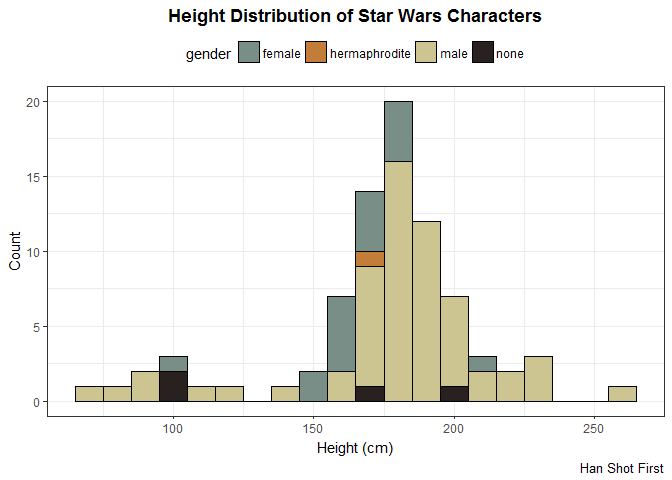 Height Distribution of Star Wars Characters
gender female hermaphrodite male none
20
15
10
5
0
Count
100 150 200 250
Height (cm)
Han Shot First